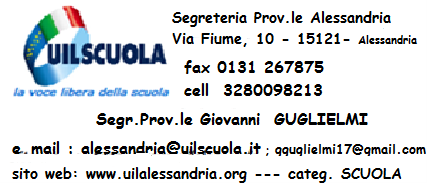 Segreteria Prov.le Alessandria
Via Fiume, 10 - 15121- Alessandria
UILSCUOLA
la voce libera della scuola
fax 0131 267875
cell 3280098213
Segr.Prov.le Giovanni GUGLIELMI
e mail : alessandria@uilscuola.it ; gguglielmi17@gmail.com
sito web: www.uilalessandria.org --- categ. SCUOLA